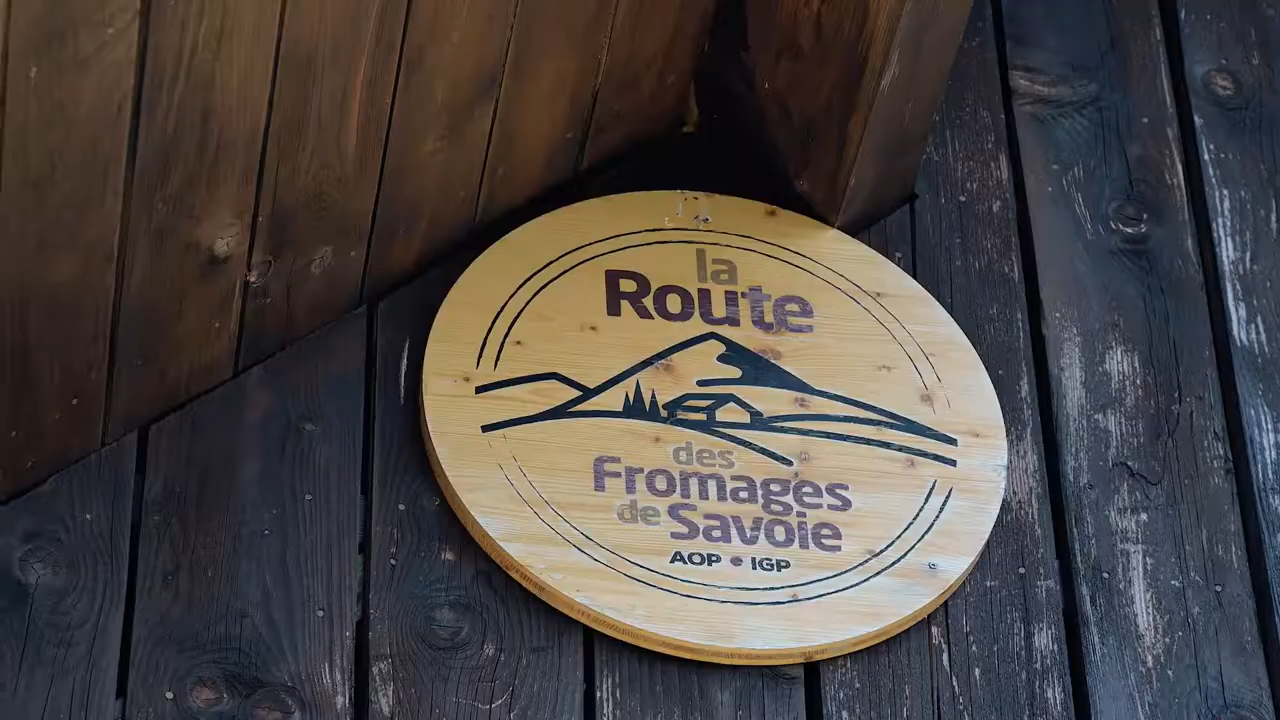 la
Route
des
Fromages
de Savoie
AOP • IGP